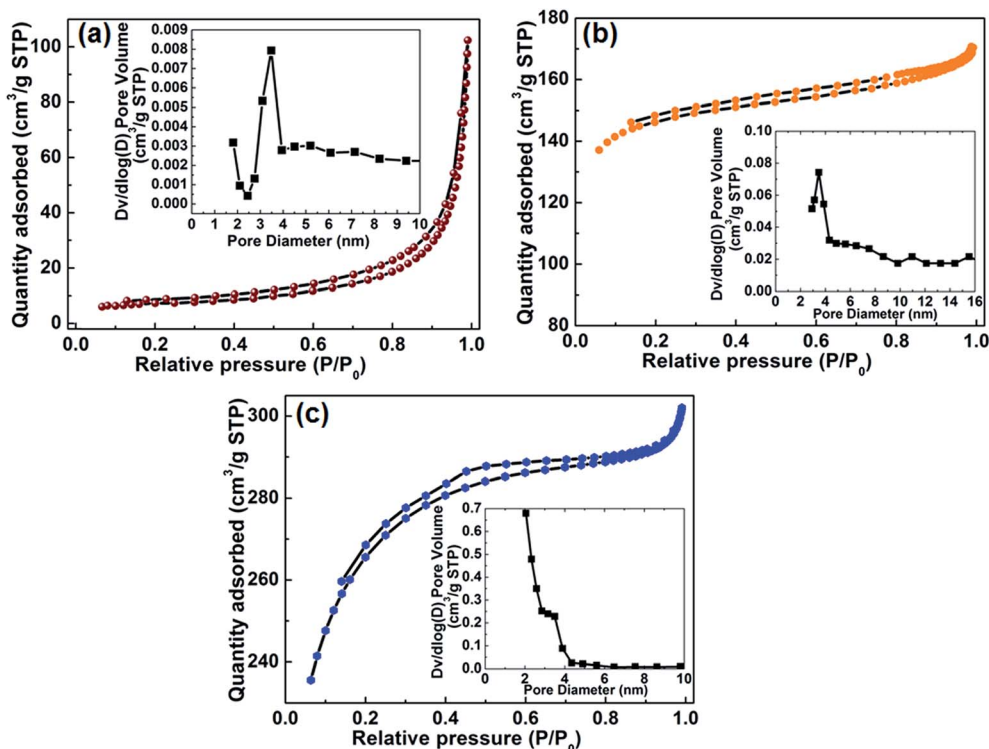 (a)
Quantity adsorbed (cm³/g STP)
100
80
60
40
20
0
0.0 0.2 0.4 0.6 0.8 1.0
Relative pressure (P/P₀)
Dv/dlog(D) Pore Volume
(cm³/g STP)
0.009
0.008
0.007
0.006
0.005
0.004
0.003
0.002
0.001
0.000
0 1 2 3 4 5 6 7 8 9 10
Pore Diameter (nm)
(b)
Quantity adsorbed (cm³/g STP)
180
160
140
120
100
80
0.0 0.2 0.4 0.6 0.8 1.0
Relative pressure (P/P₀)
Dv/dlog(D) Pore Volume
(cm³/g STP)
0.10
0.08
0.06
0.04
0.02
0.00
0 2 4 6 8 10 12 14 16
Pore Diameter (nm)
(c)
Quantity adsorbed (cm³/g STP)
300
280
260
240
0.0 0.2 0.4 0.6 0.8 1.0
Relative pressure (P/P₀)
Dv/dlog(D) Pore Volume
(cm³/g STP)
0.7
0.6
0.5
0.4
0.3
0.2
0.1
0.0
0 2 4 6 8 10
Pore Diameter (nm)